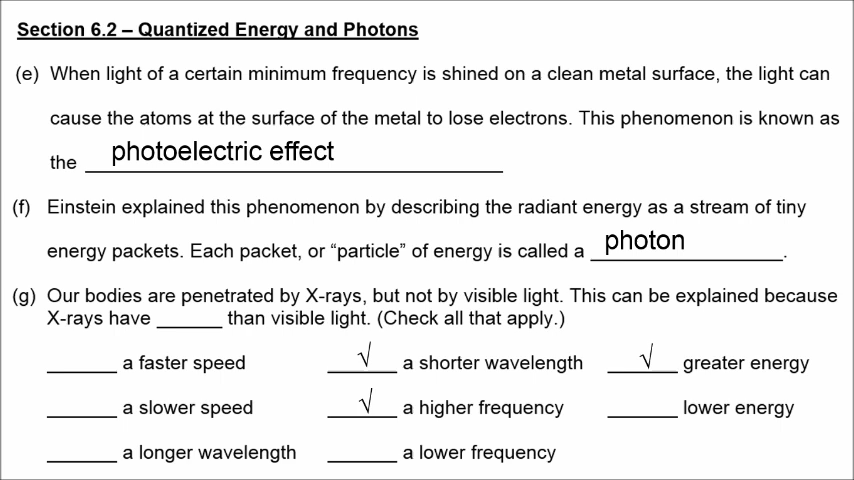 Section 6.2 – Quantized Energy and Photons
(e) When light of a certain minimum frequency is shined on a clean metal surface, the light can
cause the atoms at the surface of the metal to lose electrons. This phenomenon is known as
the photoelectric effect
(f) Einstein explained this phenomenon by describing the radiant energy as a stream of tiny
energy packets. Each packet, or “particle” of energy is called a photon.
(g) Our bodies are penetrated by X-rays, but not by visible light. This can be explained because
X-rays have ______ than visible light. (Check all that apply.)
______ a faster speed √ a shorter wavelength √ greater energy
______ a slower speed √ a higher frequency ______ lower energy
______ a longer wavelength ______ a lower frequency